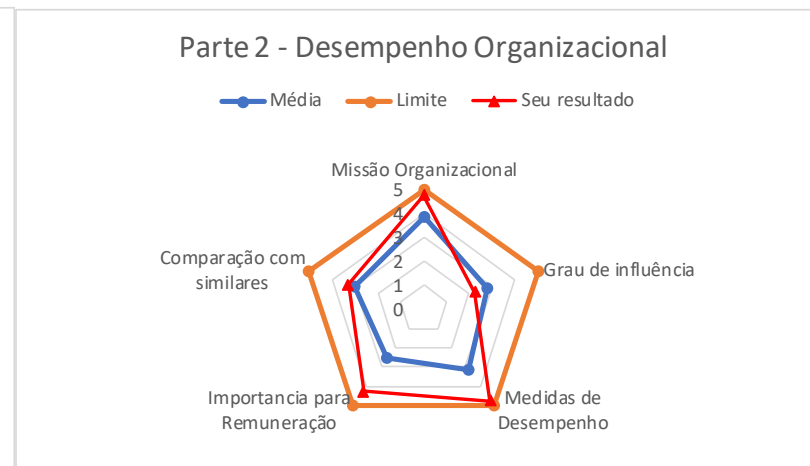 Parte 2 - Desempenho Organizacional
Média
Limite
Seu resultado
Missão Organizacional
5
4
3
2
1
0
Grau de influência
Medidas de
Desempenho
Importancia para
Remuneração
Comparação com
similares